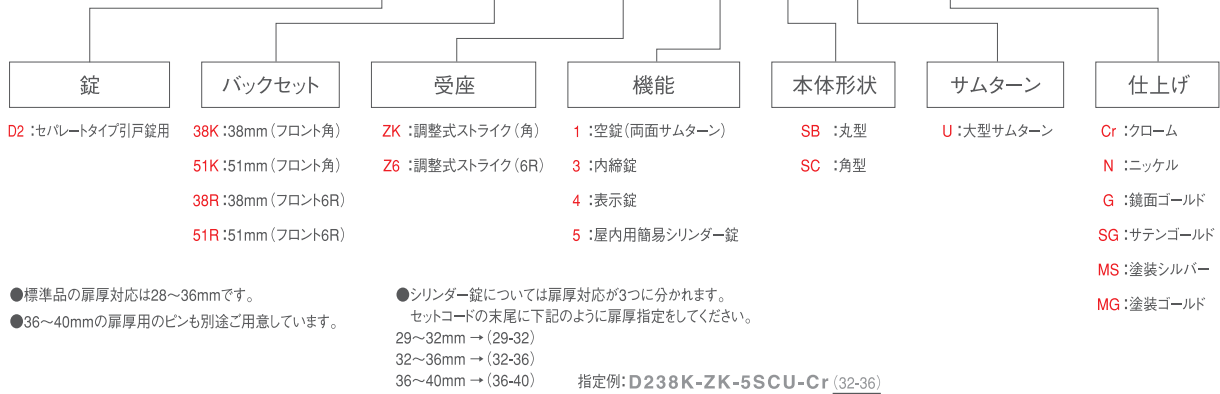 錠
バックセット
受座
機能
本体形状
サムターン
仕上げ
D2：セパレートタイプ引戸錠用
38K：38mm（フロント角）
51K：51mm（フロント角）
38R：38mm（フロント6R）
51R：51mm（フロント6R）
ZK：調整式ストライク（角）
Z6：調整式ストライク（6R）
1：空錠（両面サムターン）
3：内締錠
4：表示錠
5：屋内用簡易シリンダー錠
SB：丸型
SC：角型
U：大型サムターン
Cr：クローム
N：ニッケル
G：鏡面ゴールド
SG：サテンゴールド
MS：塗装シルバー
MG：塗装ゴールド
●標準品の扉厚対応は28～36mmです。
●36～40mmの扉厚用のピンも別途ご用意しています。
●シリンダー錠については扉厚対応が3つに分かれます。
セットコードの末尾に下記のように扉厚指定をしてください。
29～32mm → (29-32)
32～36mm → (32-36)
36～40mm → (36-40)
指定例：D238K-ZK-5SCU-Cr (32-36)